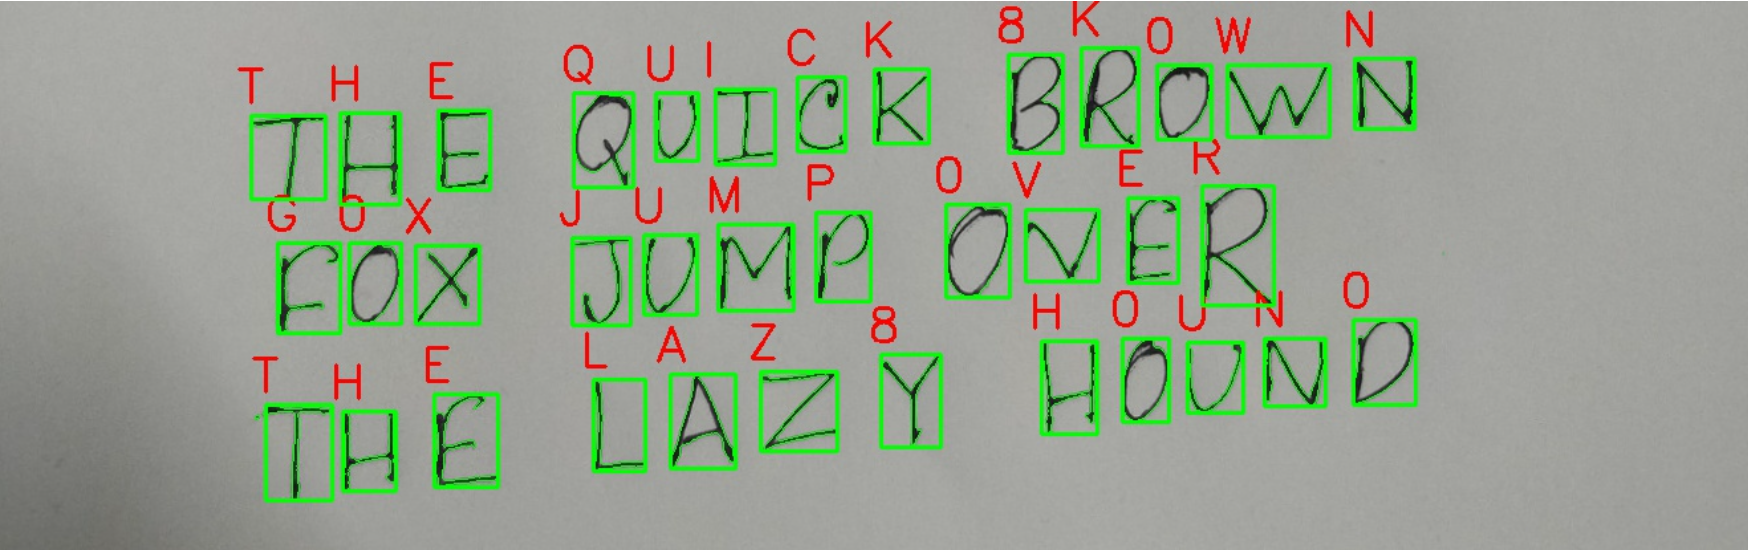 T H E Q U I C K 8 K O W N
THE QUICK BROWN
G O X J U M P O V E R
FOX JUMP OVER
T H E L A Z 8 H O U N O
THE LAZY HOUND